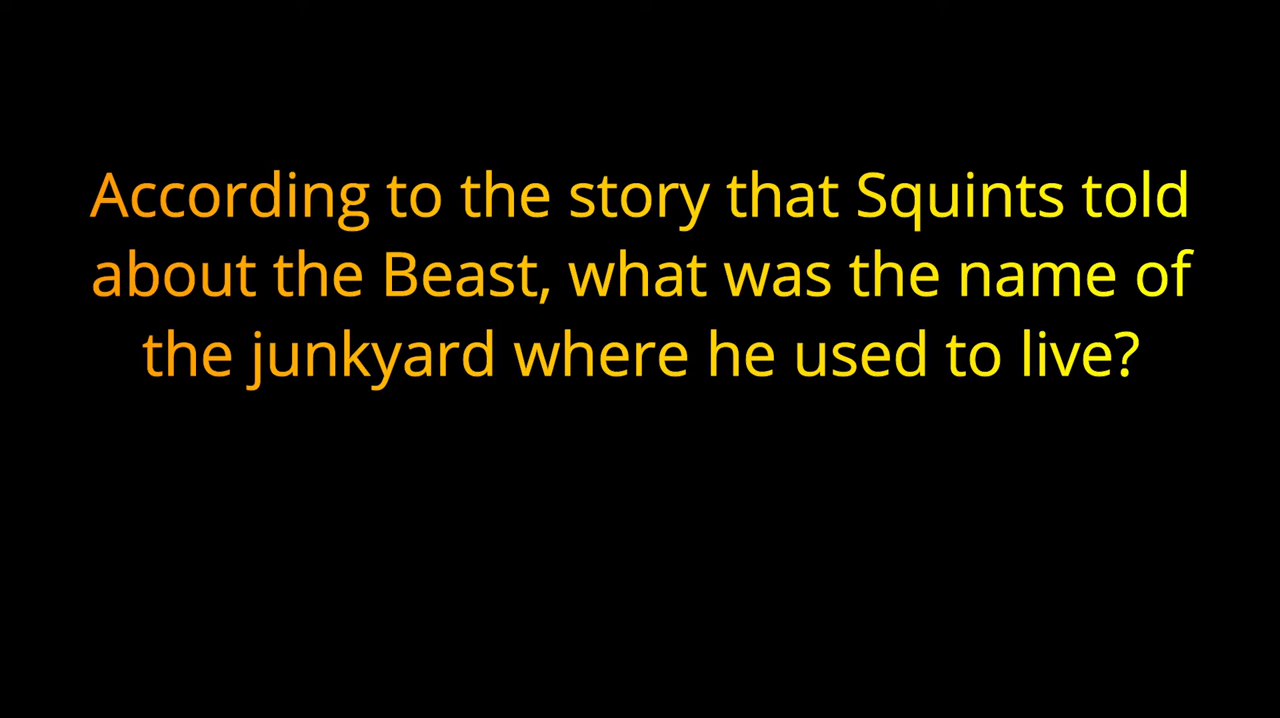 According to the story that Squints told
about the Beast, what was the name of
the junkyard where he used to live?